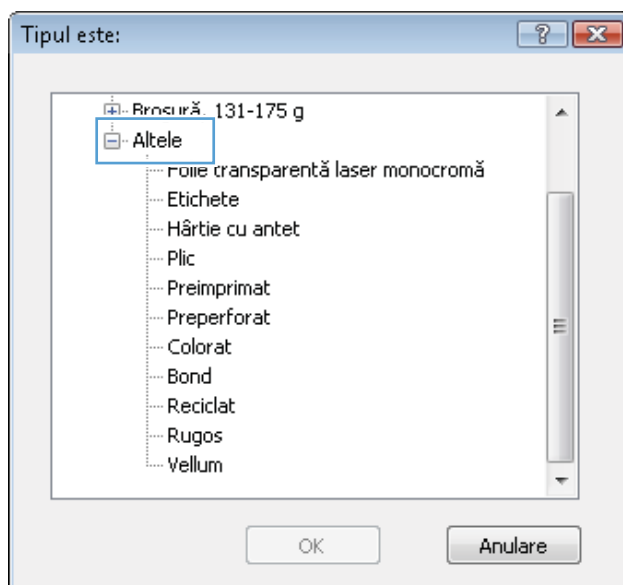 Tipul este:
Broșură, 131-175 g
Altele
Folie transparentă laser monocromă
Etichete
Hârtie cu antet
Plic
Preimprimat
Preperforat
Colorat
Bond
Reciclat
Rugos
Vellum
OK
Anulare